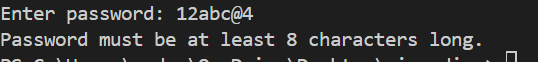 Enter password: 12abc@4
Password must be at least 8 characters long.